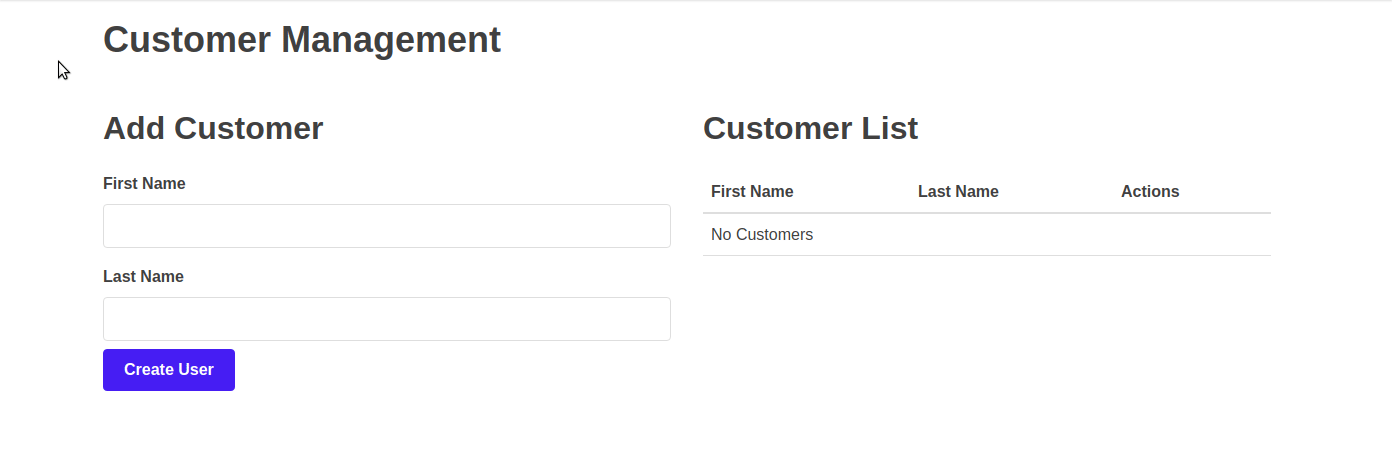 Customer Management
Add Customer
First Name
Last Name
Create User
Customer List
First Name Last Name Actions
No Customers